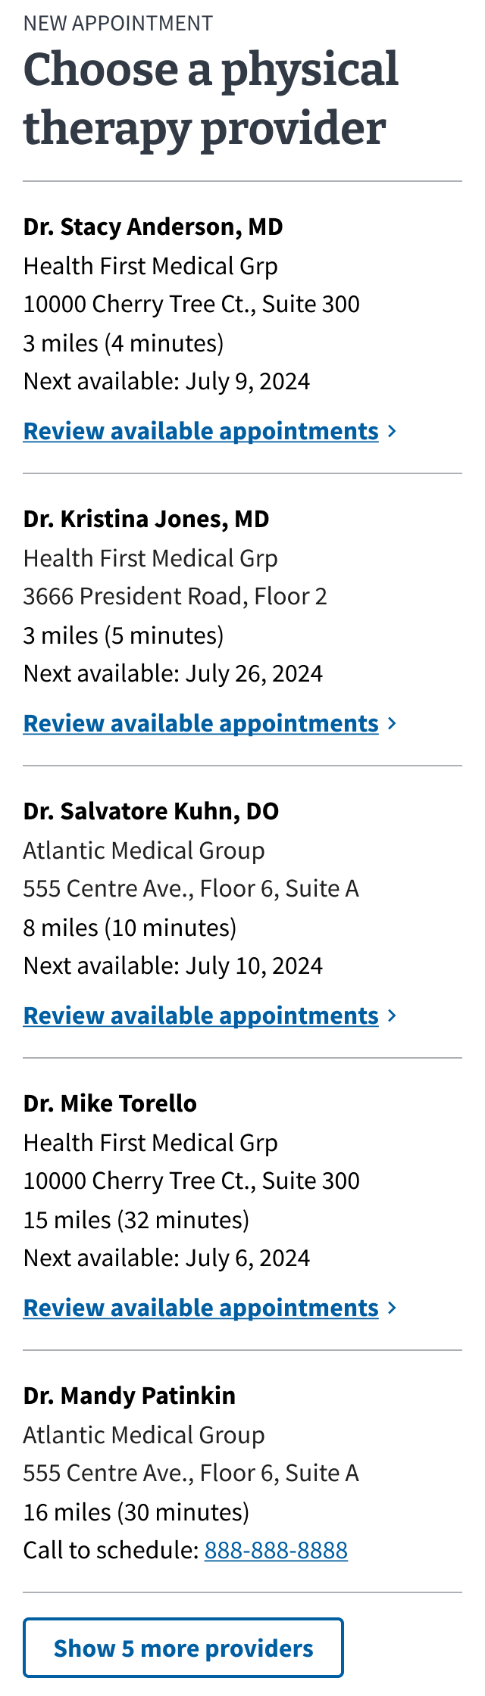 NEW APPOINTMENT
Choose a physical
therapy provider
Dr. Stacy Anderson, MD
Health First Medical Grp
10000 Cherry Tree Ct., Suite 300
3 miles (4 minutes)
Next available: July 9, 2024
Review available appointments
Dr. Kristina Jones, MD
Health First Medical Grp
3666 President Road, Floor 2
3 miles (5 minutes)
Next available: July 26, 2024
Review available appointments
Dr. Salvatore Kuhn, DO
Atlantic Medical Group
555 Centre Ave., Floor 6, Suite A
8 miles (10 minutes)
Next available: July 10, 2024
Review available appointments
Dr. Mike Torello
Health First Medical Grp
10000 Cherry Tree Ct., Suite 300
15 miles (32 minutes)
Next available: July 6, 2024
Review available appointments
Dr. Mandy Patinkin
Atlantic Medical Group
555 Centre Ave., Floor 6, Suite A
16 miles (30 minutes)
Call to schedule: 888-888-8888
Show 5 more providers